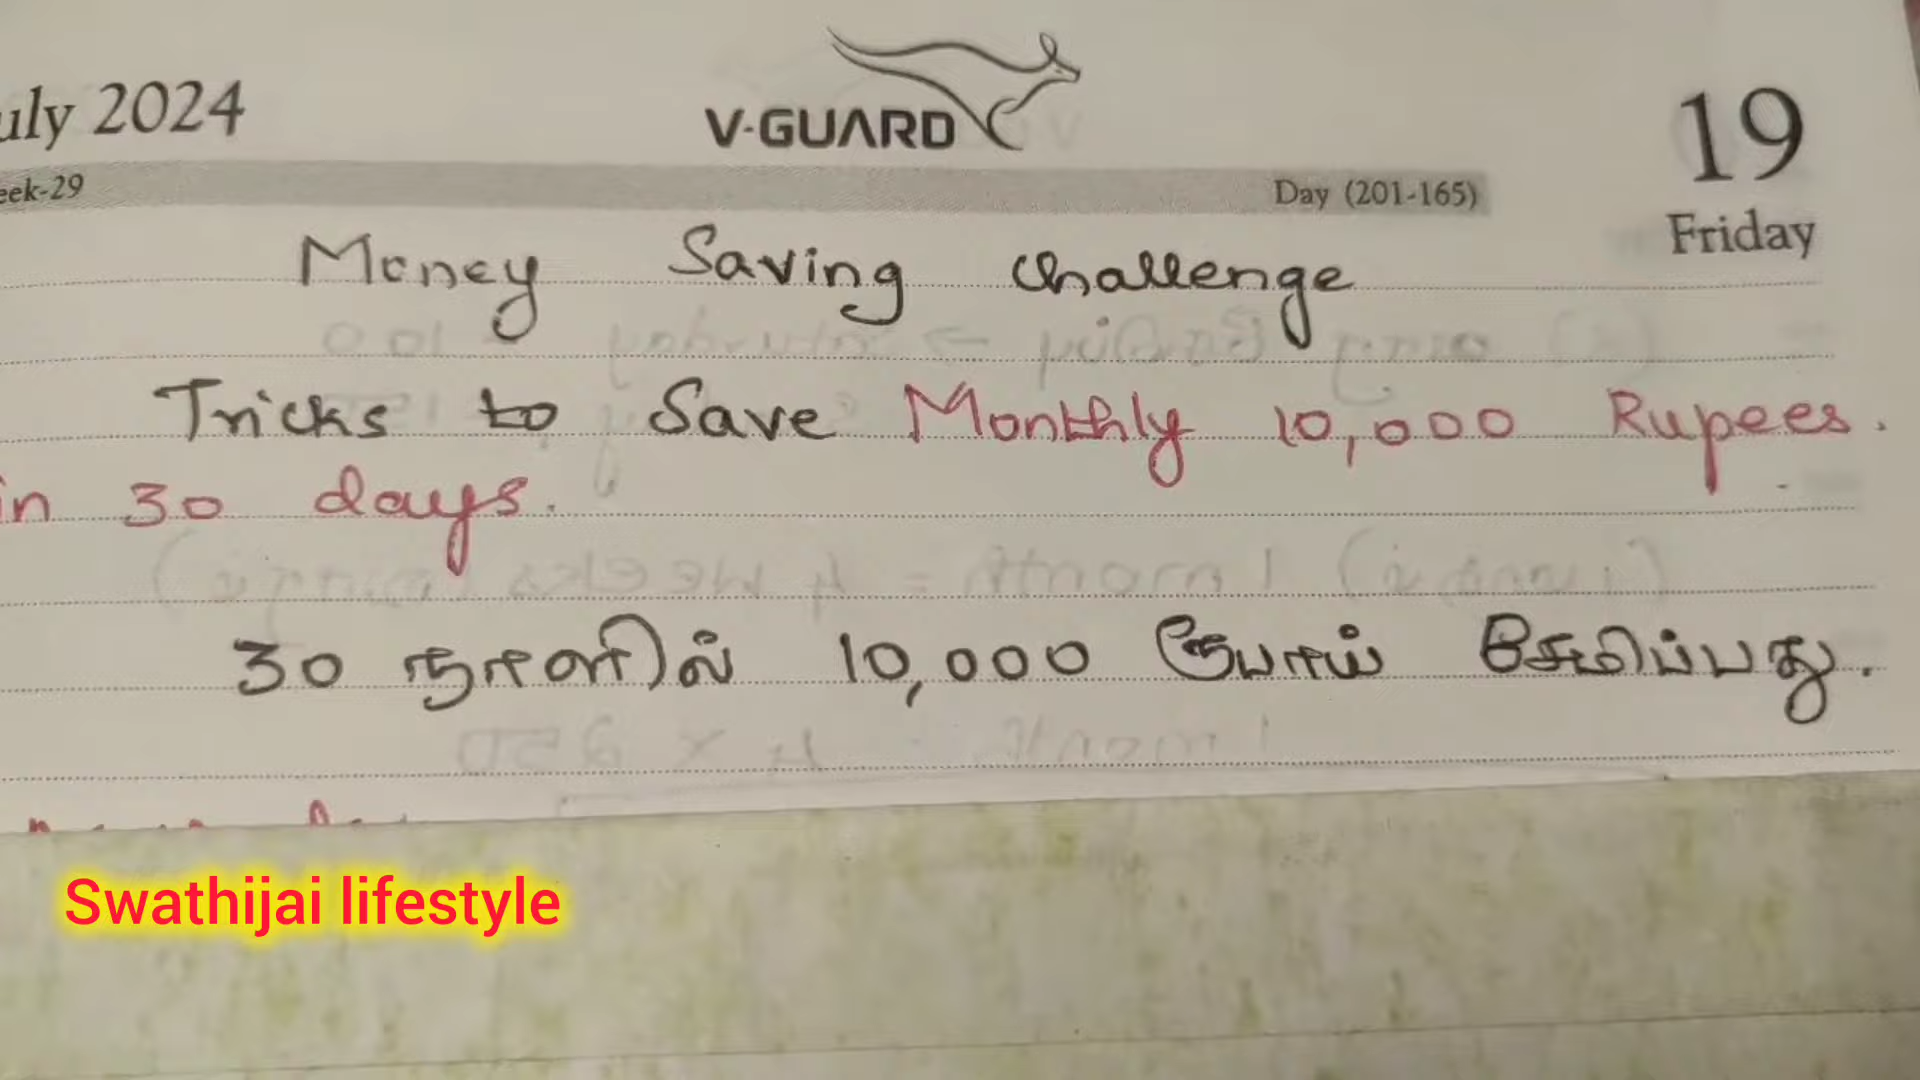 uly 2024
V-GUARD
19
eek-29
Day (201-165)
Friday
Money Saving Challenge
Tricks to Save Monthly 10,000 Rupees.
in 30 days.
30 நாளில் 10,000 ரூபாய் சேமிப்பது.
Swathijai lifestyle